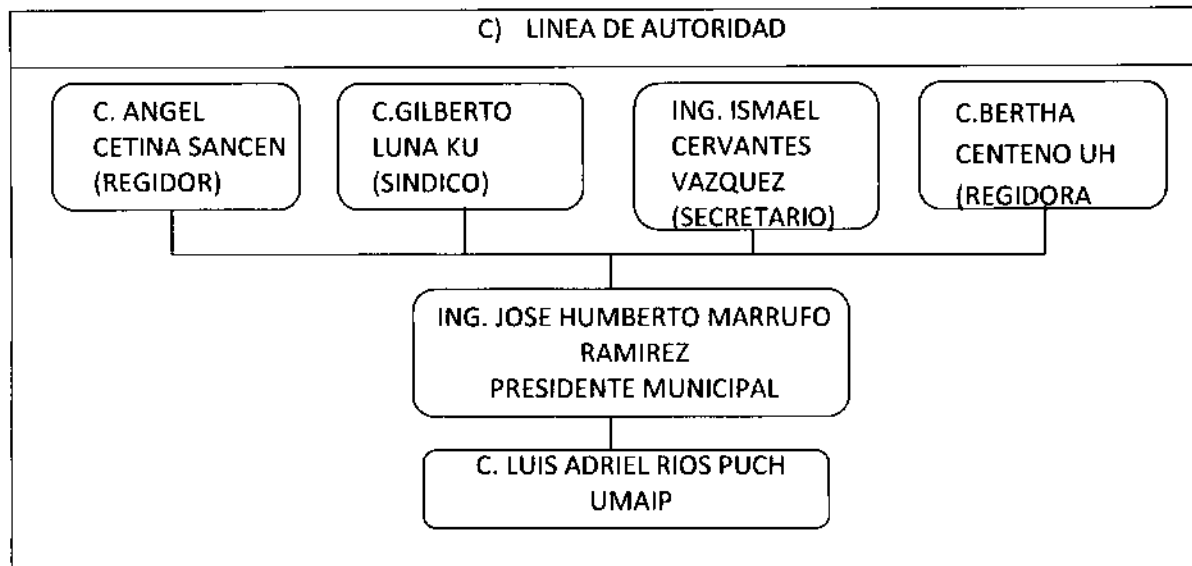 C) LINEA DE AUTORIDAD
C. ANGEL
CETINA SANCEN
(REGIDOR)
C.GILBERTO
LUNA KU
(SINDICO)
ING. ISMAEL
CERVANTES
VAZQUEZ
(SECRETARIO)
C.BERTHA
CENTENO UH
(REGIDORA
ING. JOSE HUMBERTO MARRUFO
RAMIREZ
PRESIDENTE MUNICIPAL
C. LUIS ADRIEL RIOS PUCH
UMAIP